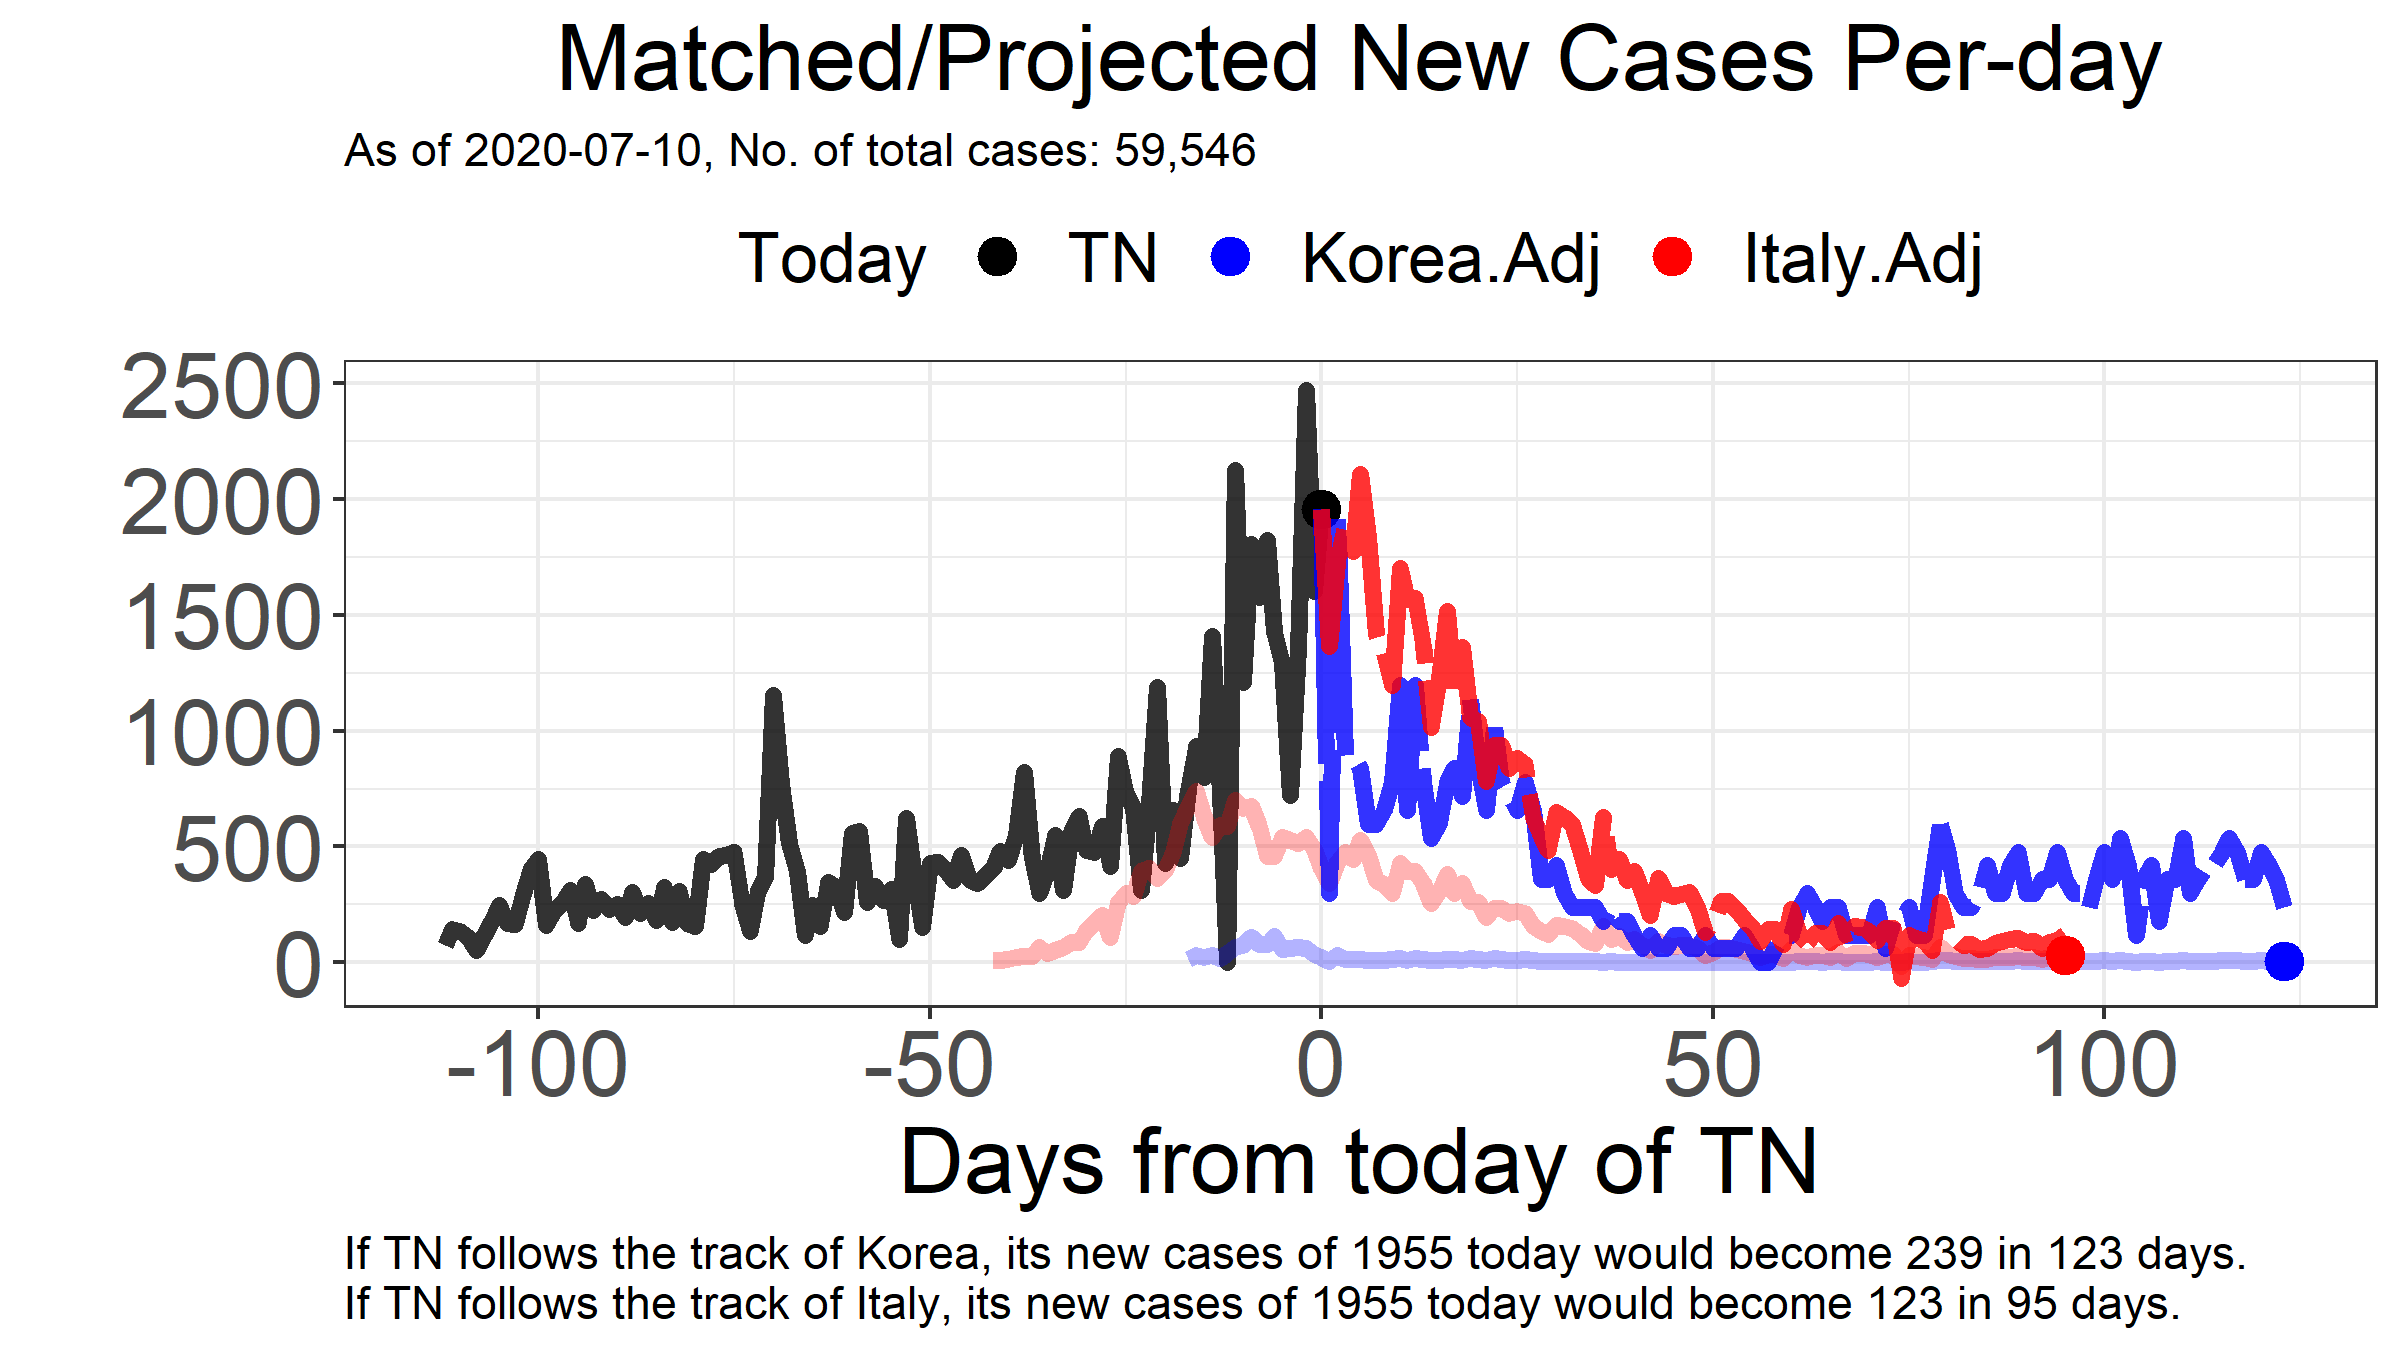 Matched/Projected New Cases Per-day
As of 2020-07-10, No. of total cases: 59,546
Today TN Korea.Adj Italy.Adj
2500
2000
1500
1000
500
0
-100 -50 0 50 100
Days from today of TN
If TN follows the track of Korea, its new cases of 1955 today would become 239 in 123 days.
If TN follows the track of Italy, its new cases of 1955 today would become 123 in 95 days.